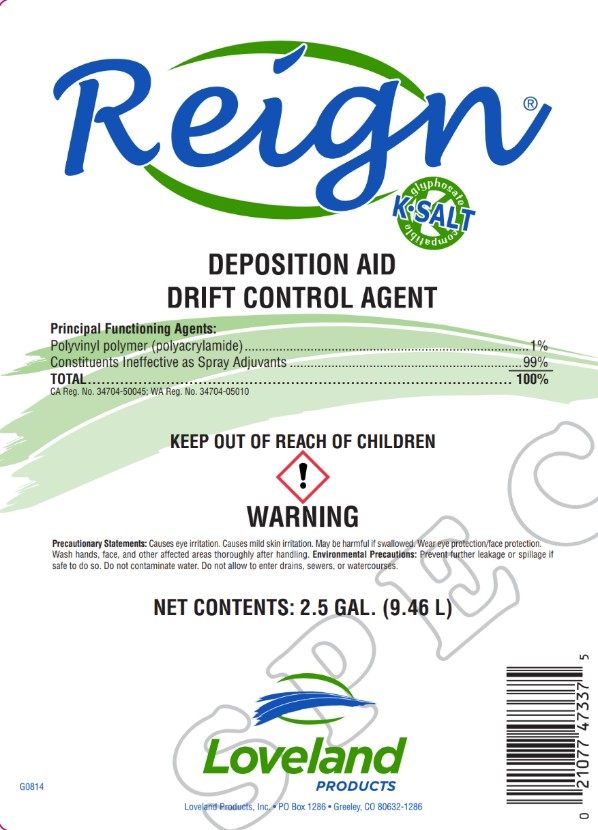 Reign®
glyphosate
K•SALT
compatible
DEPOSITION AID
DRIFT CONTROL AGENT
Principal Functioning Agents:
Polyvinyl polymer (polyacrylamide)...........................................................................1%
Constituents Ineffective as Spray Adjuvants..............................................................99%
TOTAL........................................................................ 100%
CA Reg. No. 34704-50045; WA Reg. No. 34704-05010
KEEP OUT OF REACH OF CHILDREN
!
WARNING
Precautionary Statements: Causes eye irritation. Causes mild skin irritation. May be harmful if swallowed. Wear eye protection/face protection.
Wash hands, face, and other affected areas thoroughly after handling. Environmental Precautions: Prevent further leakage or spillage if
safe to do so. Do not contaminate water. Do not allow to enter drains, sewers, or watercourses.
NET CONTENTS: 2.5 GAL. (9.46 L)
SPEC
Loveland
PRODUCTS
G0814
Loveland Products, Inc. • PO Box 1286 • Greeley, CO 80632-1286
0 21077 47337 5